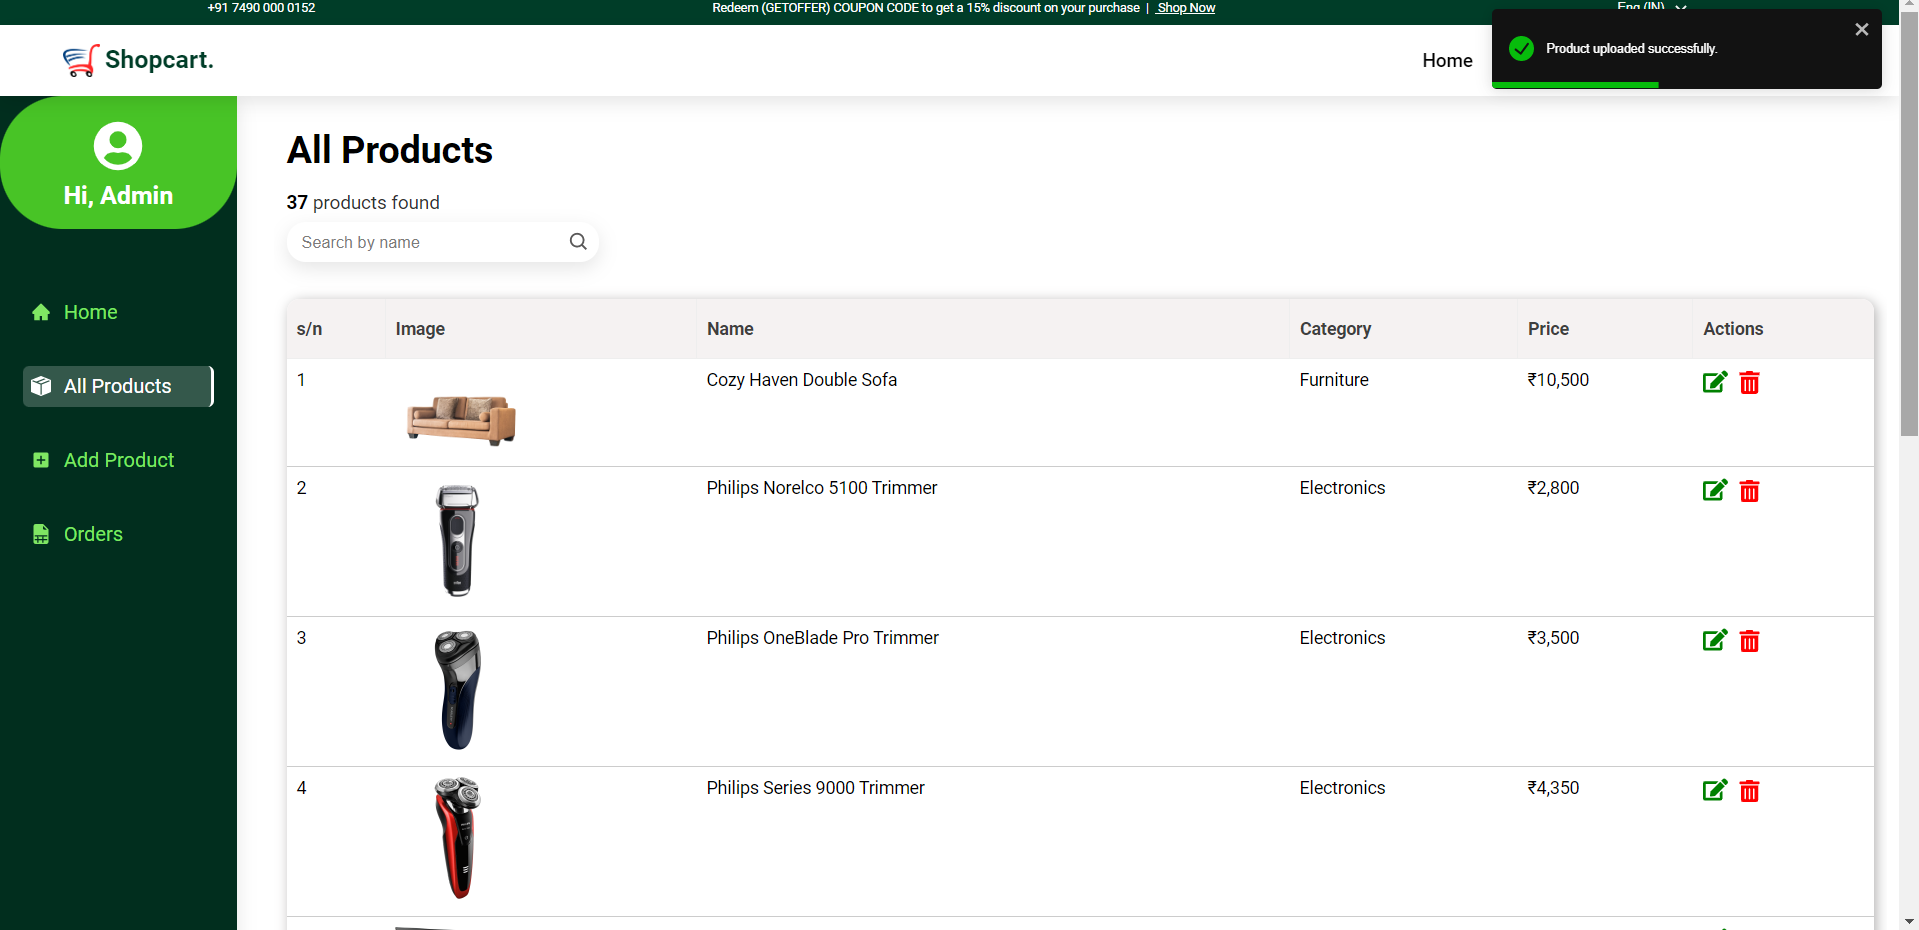 +91 7490 000 0152
Redeem (GETOFFER) COUPON CODE to get a 15% discount on your purchase | Shop Now
Eng (IN)
Product uploaded successfully.
Shopcart.
Home
Hi, Admin
Home
All Products
Add Product
Orders
All Products
37 products found
Search by name
s/n Image Name Category Price Actions
1 Cozy Haven Double Sofa Furniture ₹10,500
2 Philips Norelco 5100 Trimmer Electronics ₹2,800
3 Philips OneBlade Pro Trimmer Electronics ₹3,500
4 Philips Series 9000 Trimmer Electronics ₹4,350